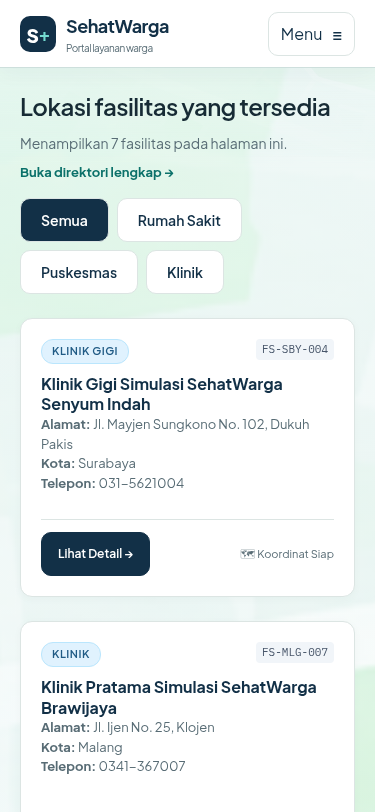 S+
SehatWarga
Portal layanan warga
Menu ≡
Lokasi fasilitas yang tersedia
Menampilkan 7 fasilitas pada halaman ini.
Buka direktori lengkap →
Semua
Rumah Sakit
Puskesmas
Klinik
KLINIK GIGI
FS-SBY-004
Klinik Gigi Simulasi SehatWarga
Senyum Indah
Alamat: Jl. Mayjen Sungkono No. 102, Dukuh
Pakis
Kota: Surabaya
Telepon: 031-5621004
Lihat Detail →
🗺 Koordinat Siap
KLINIK
FS-MLG-007
Klinik Pratama Simulasi SehatWarga
Brawijaya
Alamat: Jl. Ijen No. 25, Klojen
Kota: Malang
Telepon: 0341-367007